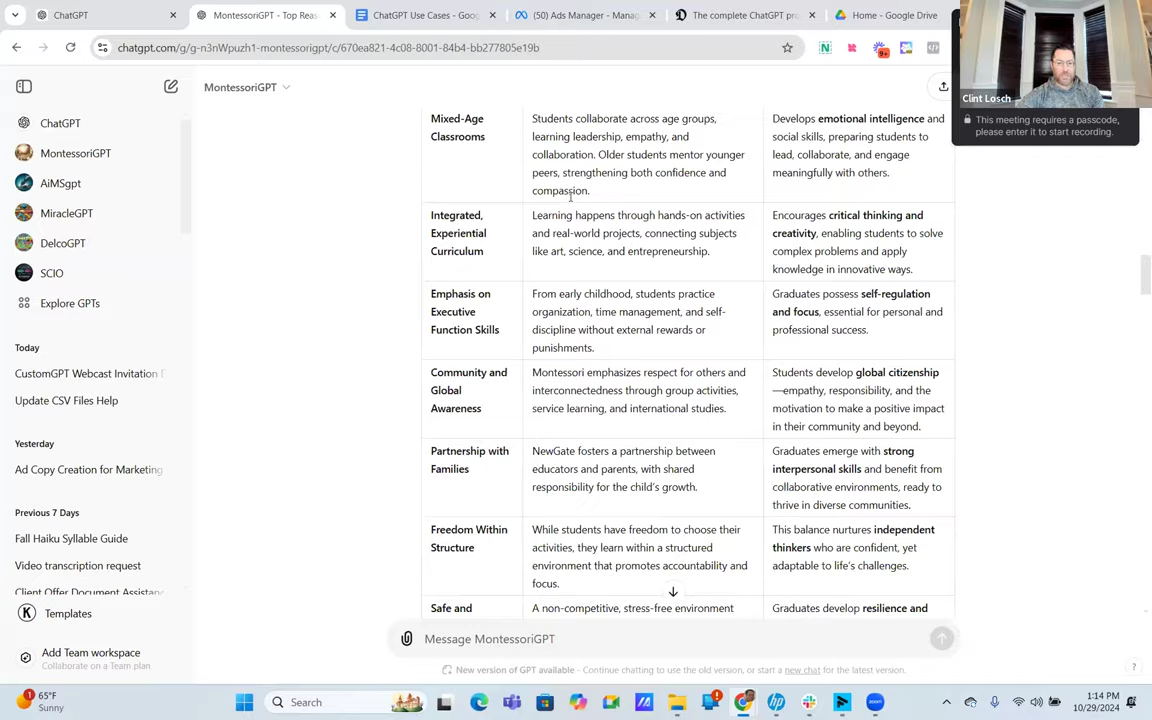 ChatGPT
MontessoriGPT - Top Reas
ChatGPT Use Cases - Goog
(50) Ads Manager - Manag
The complete ChatGPT pro
Home - Google Drive
chatgpt.com/g/g-n3nWpuzh1-montessorigpt/c/670ea821-4c08-8001-84b4-bb277805e19b
9+
Clint Losch
This meeting requires a passcode,
please enter it to start recording.
ChatGPT
MontessoriGPT
AiMSgpt
MiracleGPT
DelcoGPT
SCIO
Explore GPTs
Today
CustomGPT Webcast Invitation D
Update CSV Files Help
Yesterday
Ad Copy Creation for Marketing
Previous 7 Days
Fall Haiku Syllable Guide
Video transcription request
Client Offer Document Assistanc
Templates
Add Team workspace
Collaborate on a Team plan
MontessoriGPT
Mixed-Age
Classrooms
Students collaborate across age groups,
learning leadership, empathy, and
collaboration. Older students mentor younger
peers, strengthening both confidence and
compassion.
Develops emotional intelligence and
social skills, preparing students to
lead, collaborate, and engage
meaningfully with others.
Integrated,
Experiential
Curriculum
Learning happens through hands-on activities
and real-world projects, connecting subjects
like art, science, and entrepreneurship.
Encourages critical thinking and
creativity, enabling students to solve
complex problems and apply
knowledge in innovative ways.
Emphasis on
Executive
Function Skills
From early childhood, students practice
organization, time management, and self-
discipline without external rewards or
punishments.
Graduates possess self-regulation
and focus, essential for personal and
professional success.
Community and
Global
Awareness
Montessori emphasizes respect for others and
interconnectedness through group activities,
service learning, and international studies.
Students develop global citizenship
—empathy, responsibility, and the
motivation to make a positive impact
in their community and beyond.
Partnership with
Families
NewGate fosters a partnership between
educators and parents, with shared
responsibility for the child's growth.
Graduates emerge with strong
interpersonal skills and benefit from
collaborative environments, ready to
thrive in diverse communities.
Freedom Within
Structure
While students have freedom to choose their
activities, they learn within a structured
environment that promotes accountability and
focus.
This balance nurtures independent
thinkers who are confident, yet
adaptable to life's challenges.
Safe and
A non-competitive, stress-free environment
Graduates develop resilience and
Message MontessoriGPT
New version of GPT available - Continue chatting to use the old version, or start a new chat for the latest version.
?
1
65°F
Sunny
Search
1:14 PM
10/29/2024